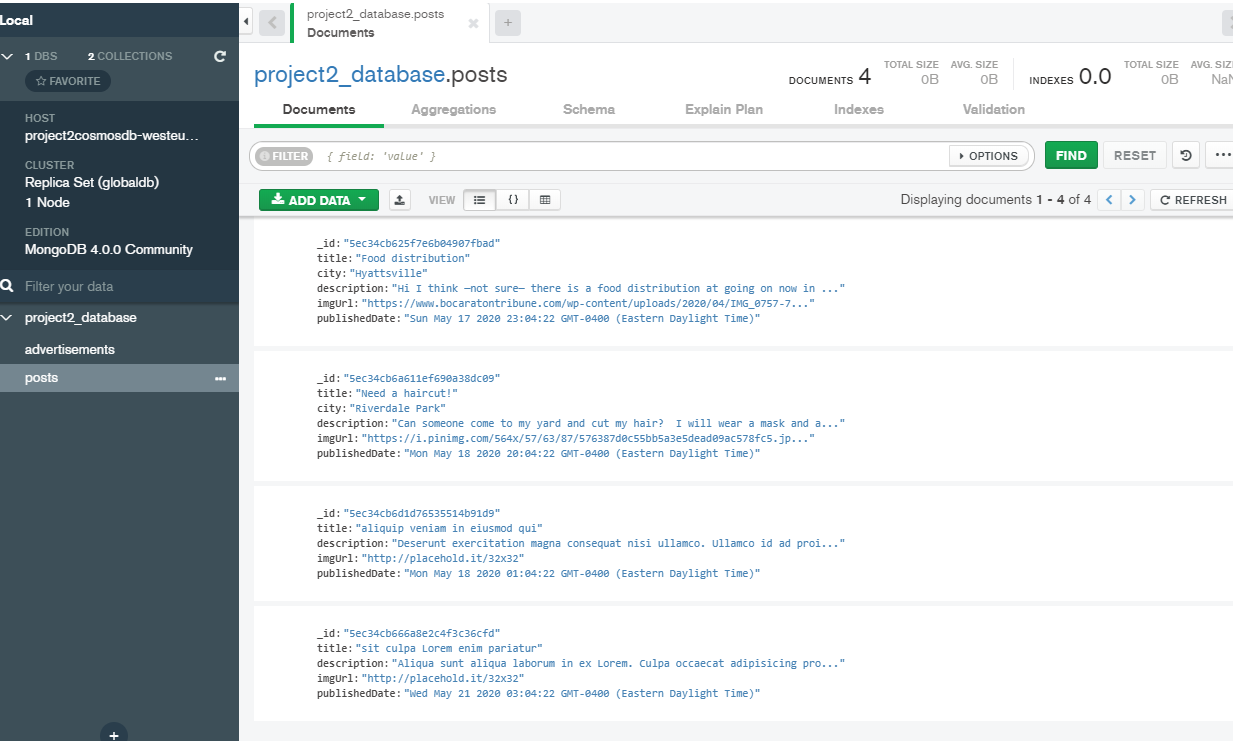 Local
project2_database.posts
Documents
1 DBS 2 COLLECTIONS
FAVORITE
HOST
project2cosmosdb-westeu...
CLUSTER
Replica Set (globaldb)
1 Node
EDITION
MongoDB 4.0.0 Community
Filter your data
project2_database
advertisements
posts
project2_database.posts
DOCUMENTS 4 TOTAL SIZE 0B AVG. SIZE 0B INDEXES 0.0 TOTAL SIZE 0B AVG. SIZ NaN
Documents Aggregations Schema Explain Plan Indexes Validation
FILTER { field: 'value' } OPTIONS FIND RESET
ADD DATA VIEW {} Displaying documents 1 - 4 of 4 REFRESH
_id: "5ec34cb625f7e6b04907fbad"
title: "Food distribution"
city: "Hyattsville"
description: "Hi I think —not sure— there is a food distribution at going on now in ..."
imgUrl: "https://www.bocaratontribune.com/wp-content/uploads/2020/04/IMG_0757-7..."
publishedDate: "Sun May 17 2020 23:04:22 GMT-0400 (Eastern Daylight Time)"
_id: "5ec34cb6a611ef690a38dc09"
title: "Need a haircut!"
city: "Riverdale Park"
description: "Can someone come to my yard and cut my hair?  I will wear a mask and a..."
imgUrl: "https://i.pinimg.com/564x/57/63/87/576387d0c55bb5a3e5dead09ac578fc5.jp..."
publishedDate: "Mon May 18 2020 20:04:22 GMT-0400 (Eastern Daylight Time)"
_id: "5ec34cb6d1d76535514b91d9"
title: "aliquip veniam in eiusmod qui"
description: "Deserunt exercitation magna consequat nisi ullamco. Ullamco id ad proi..."
imgUrl: "http://placehold.it/32x32"
publishedDate: "Mon May 18 2020 01:04:22 GMT-0400 (Eastern Daylight Time)"
_id: "5ec34cb666a8e2c4f3c36cfd"
title: "sit culpa Lorem enim pariatur"
description: "Aliqua sunt aliqua laborum in ex Lorem. Culpa occaecat adipisicing pro..."
imgUrl: "http://placehold.it/32x32"
publishedDate: "Wed May 21 2020 03:04:22 GMT-0400 (Eastern Daylight Time)"